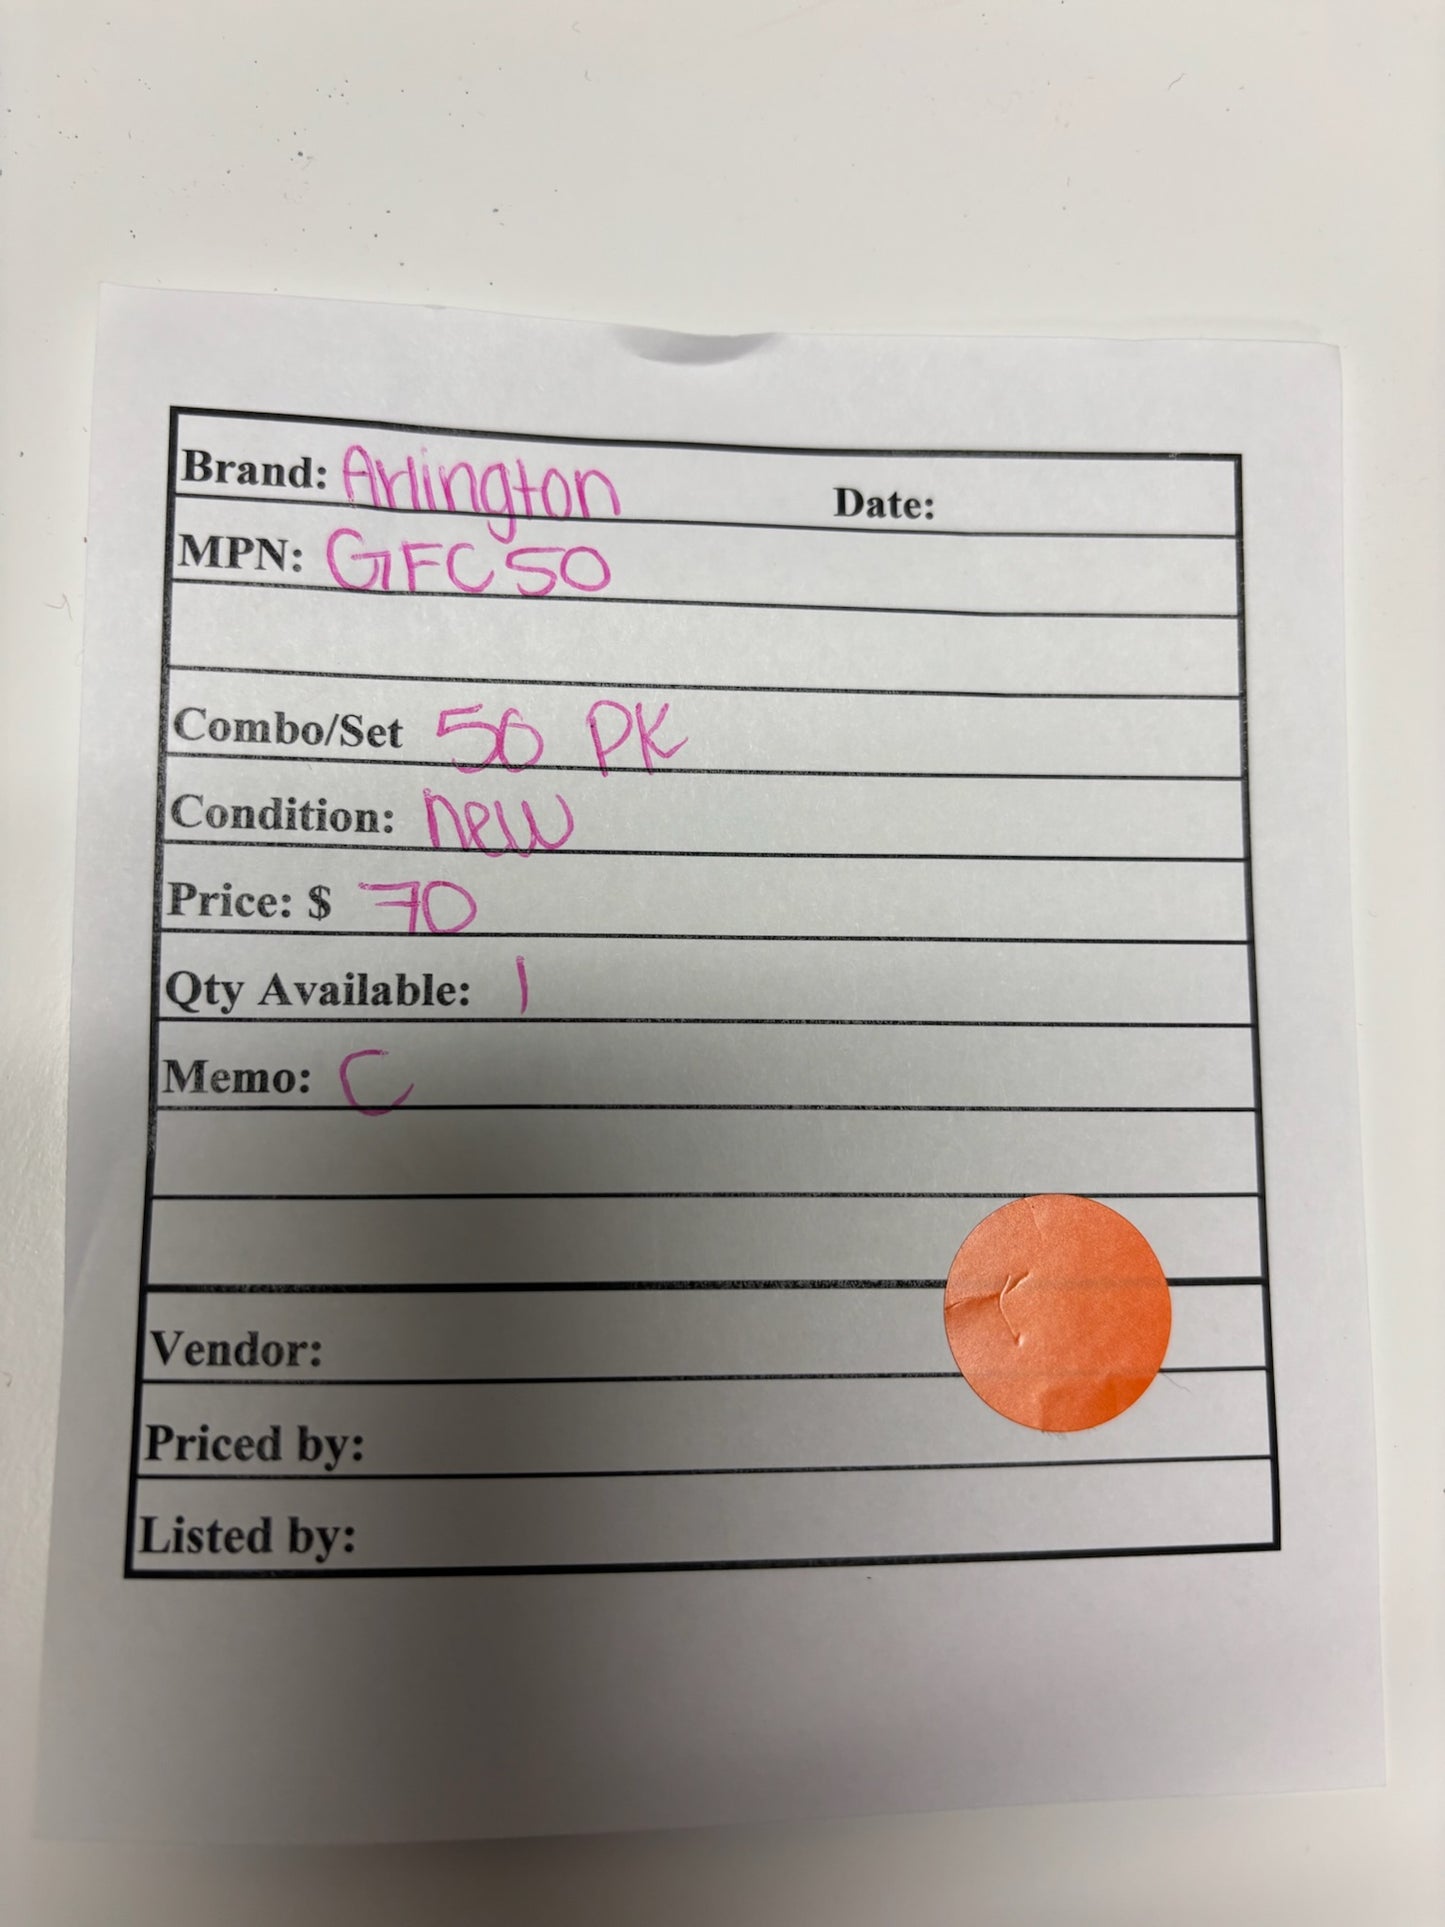 Brand: Arlington Date:
MPN: GFC50
Combo/Set 50 PK
Condition: new
Price: $ 70
Qty Available: 1
Memo: C
Vendor:
Priced by:
Listed by: